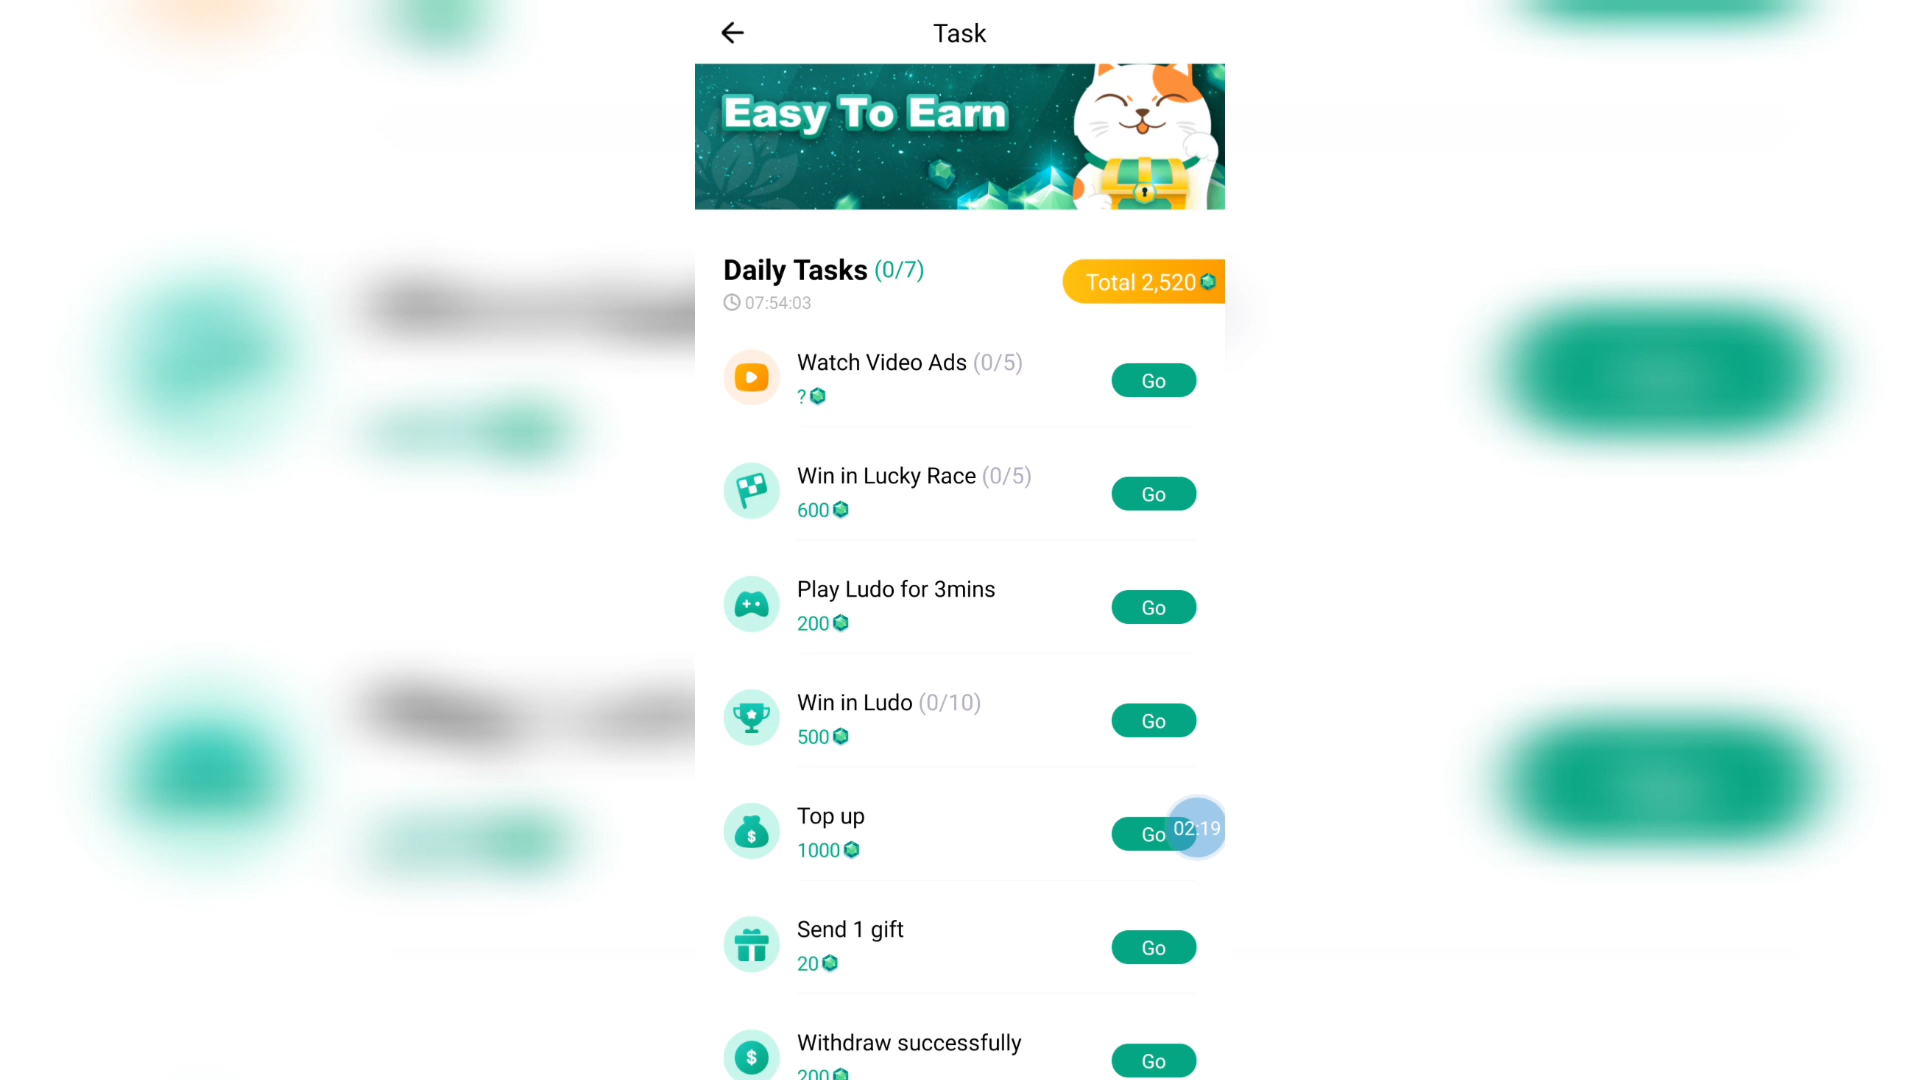 Task
Easy To Earn
Daily Tasks (0/7)
Total 2,520
07:54:03
Watch Video Ads (0/5)
?
Go
Win in Lucky Race (0/5)
600
Go
Play Ludo for 3mins
200
Go
Win in Ludo (0/10)
500
Go
Top up
1000
Go
02:19
Send 1 gift
20
Go
Withdraw successfully
200
Go